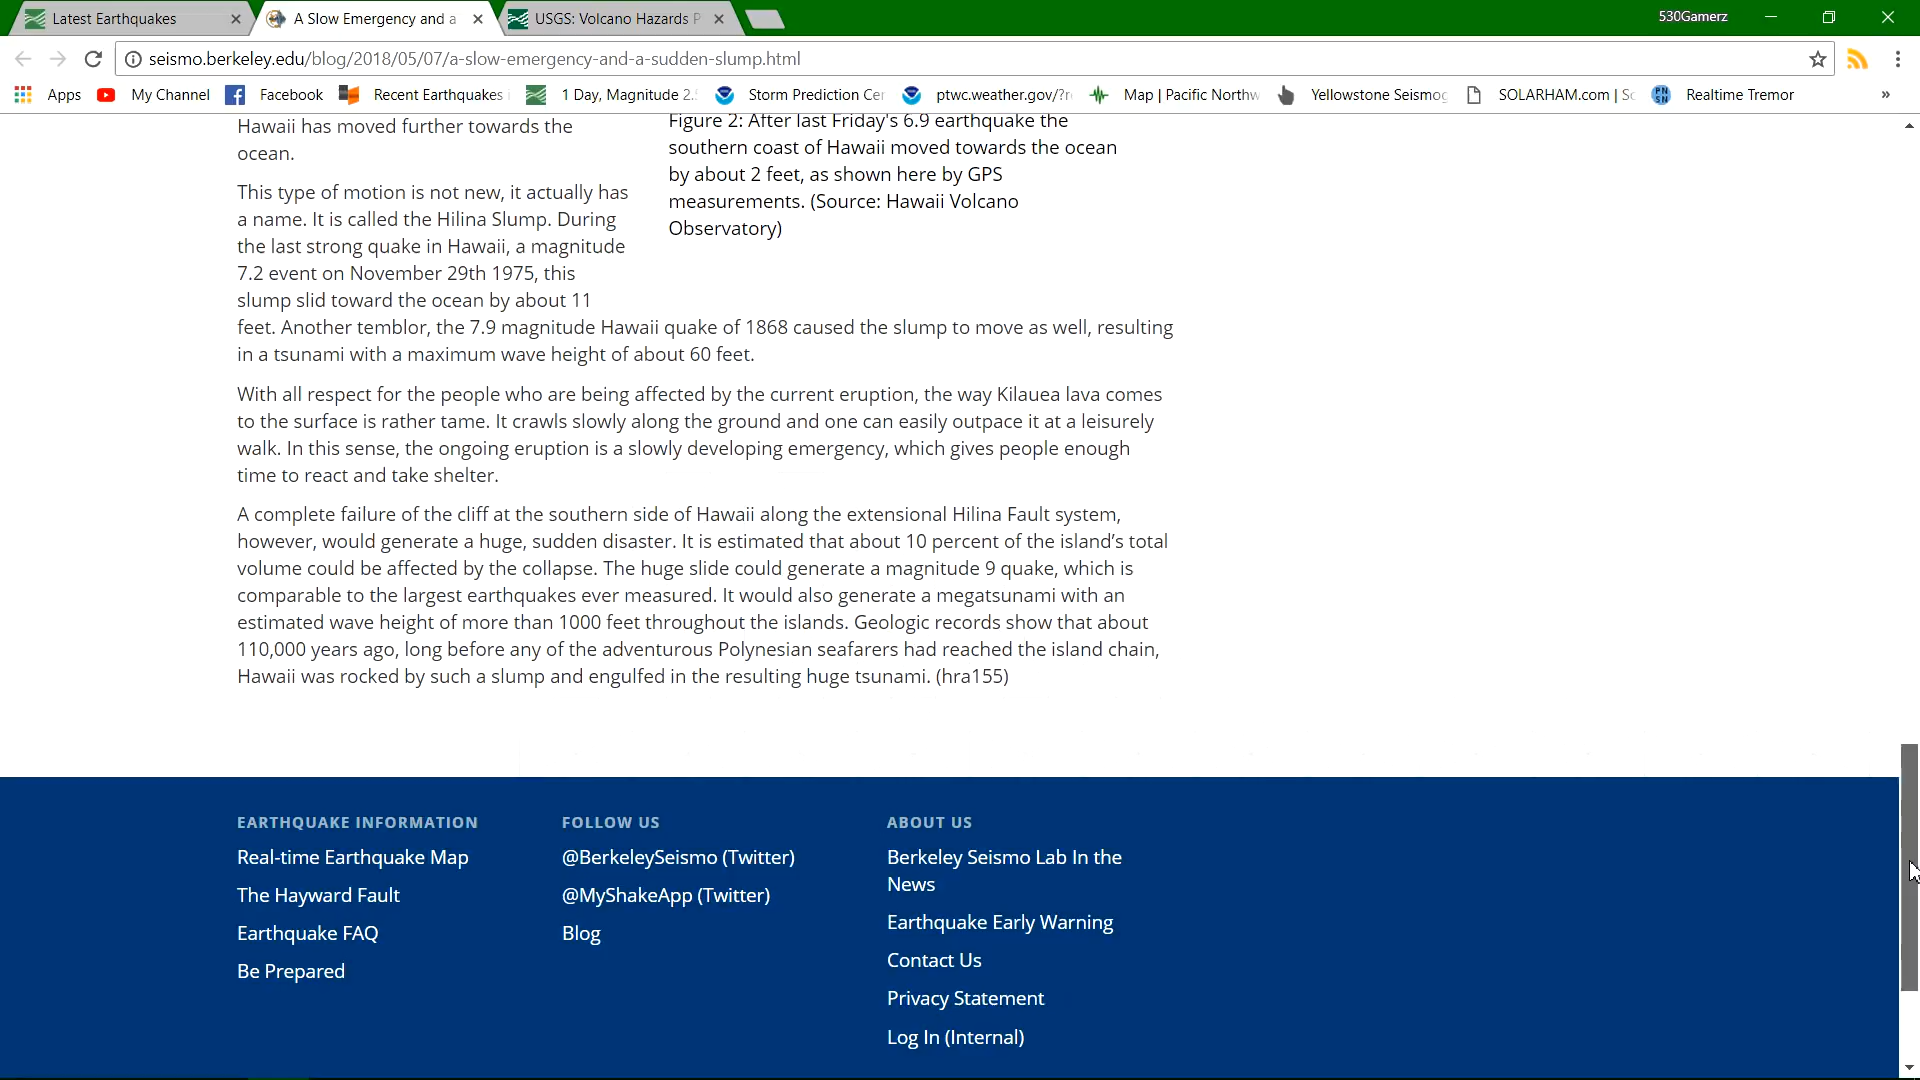 Latest Earthquakes
A Slow Emergency and a
USGS: Volcano Hazards P
530Gamerz
seismo.berkeley.edu/blog/2018/05/07/a-slow-emergency-and-a-sudden-slump.html
Apps
My Channel
Facebook
Recent Earthquakes
1 Day, Magnitude 2.
Storm Prediction Cer
ptwc.weather.gov/?r
Map | Pacific Northw
Yellowstone Seismog
SOLARHAM.com | S
PN SN
Realtime Tremor
»
Hawaii has moved further towards the
ocean.
This type of motion is not new, it actually has
a name. It is called the Hilina Slump. During
the last strong quake in Hawaii, a magnitude
7.2 event on November 29th 1975, this
slump slid toward the ocean by about 11
feet. Another temblor, the 7.9 magnitude Hawaii quake of 1868 caused the slump to move as well, resulting
in a tsunami with a maximum wave height of about 60 feet.
Figure 2: After last Friday's 6.9 earthquake the
southern coast of Hawaii moved towards the ocean
by about 2 feet, as shown here by GPS
measurements. (Source: Hawaii Volcano
Observatory)
With all respect for the people who are being affected by the current eruption, the way Kilauea lava comes
to the surface is rather tame. It crawls slowly along the ground and one can easily outpace it at a leisurely
walk. In this sense, the ongoing eruption is a slowly developing emergency, which gives people enough
time to react and take shelter.
A complete failure of the cliff at the southern side of Hawaii along the extensional Hilina Fault system,
however, would generate a huge, sudden disaster. It is estimated that about 10 percent of the island's total
volume could be affected by the collapse. The huge slide could generate a magnitude 9 quake, which is
comparable to the largest earthquakes ever measured. It would also generate a megatsunami with an
estimated wave height of more than 1000 feet throughout the islands. Geologic records show that about
110,000 years ago, long before any of the adventurous Polynesian seafarers had reached the island chain,
Hawaii was rocked by such a slump and engulfed in the resulting huge tsunami. (hra155)
EARTHQUAKE INFORMATION
Real-time Earthquake Map
The Hayward Fault
Earthquake FAQ
Be Prepared
FOLLOW US
@BerkeleySeismo (Twitter)
@MyShakeApp (Twitter)
Blog
ABOUT US
Berkeley Seismo Lab In the
News
Earthquake Early Warning
Contact Us
Privacy Statement
Log In (Internal)